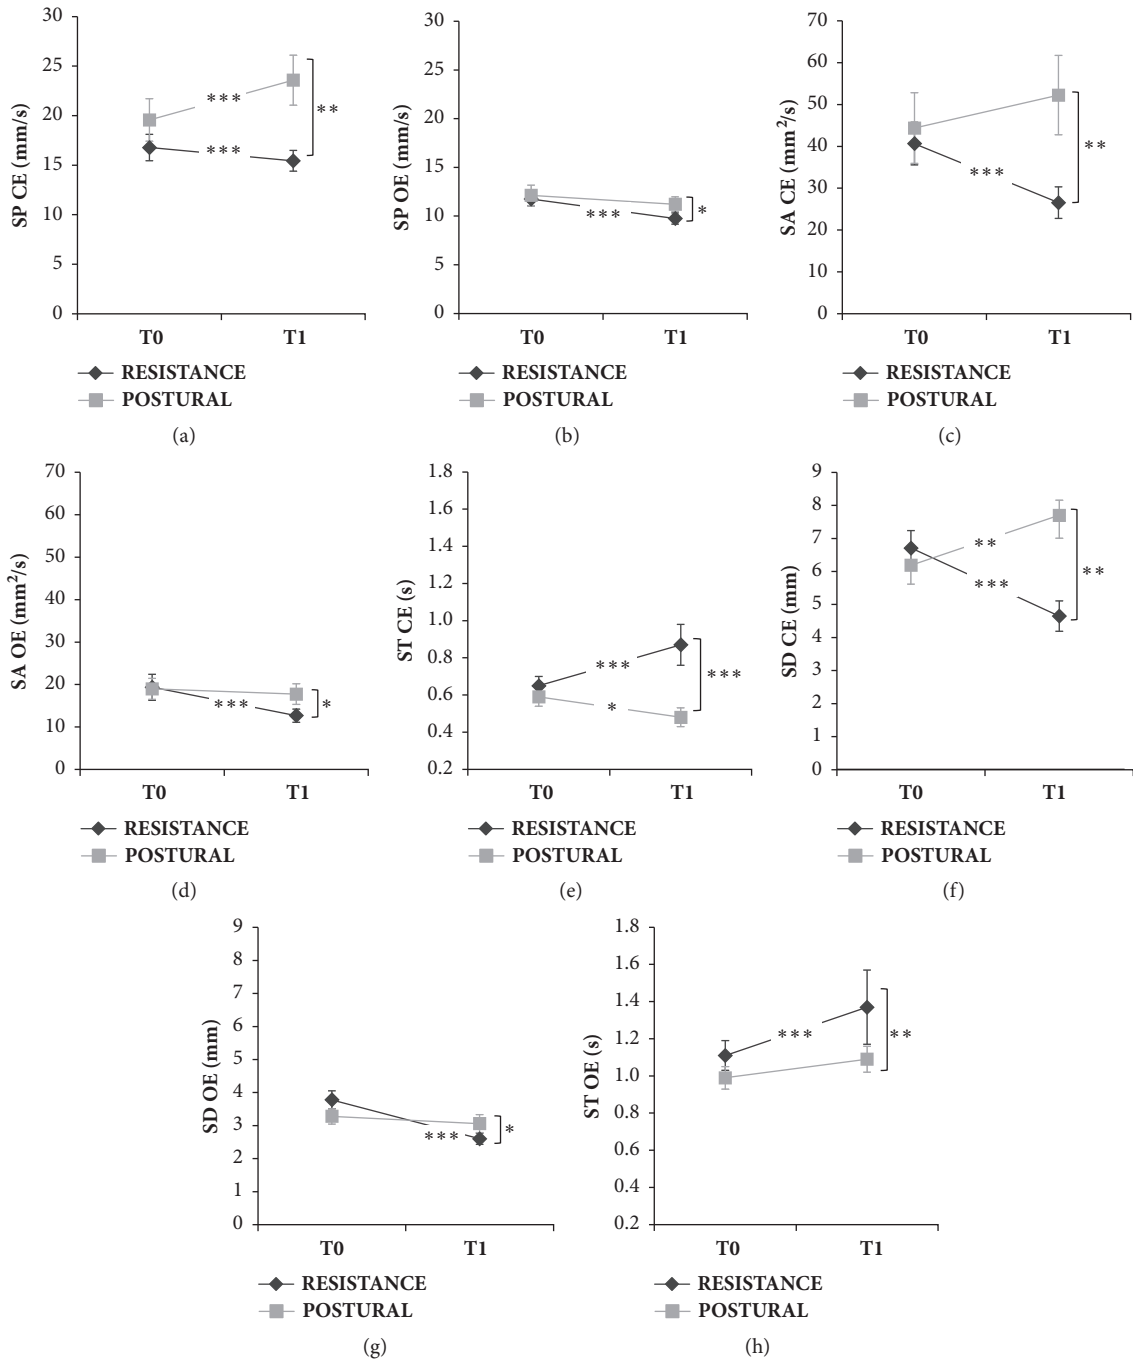 30
25
20
15
10
5
0
SP CE (mm/s)
***
***
**
T0 T1
RESISTANCE
POSTURAL
(a)
30
25
20
15
10
5
0
SP OE (mm/s)
***
*
T0 T1
RESISTANCE
POSTURAL
(b)
70
60
50
40
30
20
10
0
SA CE (mm²/s)
***
**
T0 T1
RESISTANCE
POSTURAL
(c)
70
60
50
40
30
20
10
0
SA OE (mm²/s)
***
*
T0 T1
RESISTANCE
POSTURAL
(d)
1.8
1.6
1.4
1.2
1.0
0.8
0.6
0.4
0.2
ST CE (s)
***
*
***
T0 T1
RESISTANCE
POSTURAL
(e)
9
8
7
6
5
4
3
2
1
0
SD CE (mm)
**
***
**
T0 T1
RESISTANCE
POSTURAL
(f)
9
8
7
6
5
4
3
2
1
0
SD OE (mm)
***
*
T0 T1
RESISTANCE
POSTURAL
(g)
1.8
1.6
1.4
1.2
1.0
0.8
0.6
0.4
0.2
ST OE (s)
***
**
T0 T1
RESISTANCE
POSTURAL
(h)